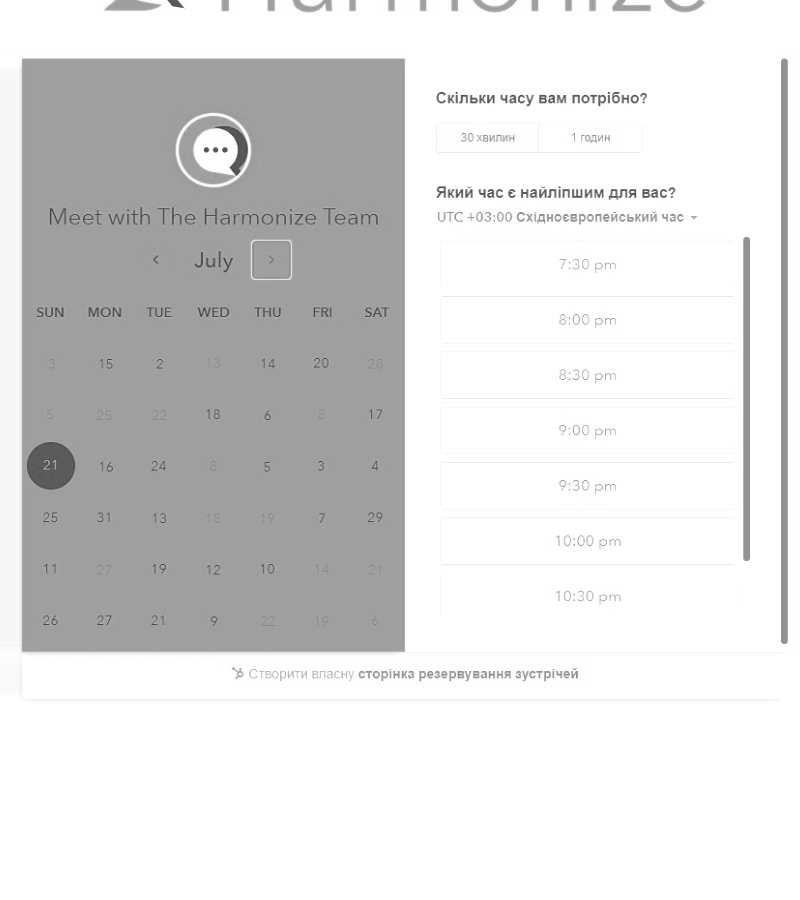 Harmonize
Meet with The Harmonize Team
July
SUN MON TUE WED THU FRI SAT
3 15 2 13 14 20 28
5 25 22 18 6 8 17
21 16 24 8 5 3 4
25 31 13 18 19 7 29
11 27 19 12 10 14 21
26 27 21 9 22 19 6
Скільки часу вам потрібно?
30 хвилин 1 годин
Який час є найліпшим для вас?
UTC +03:00 Східноєвропейський час
7:30 pm
8:00 pm
8:30 pm
9:00 pm
9:30 pm
10:00 pm
10:30 pm
Створити власну сторінка резервування зустрічей